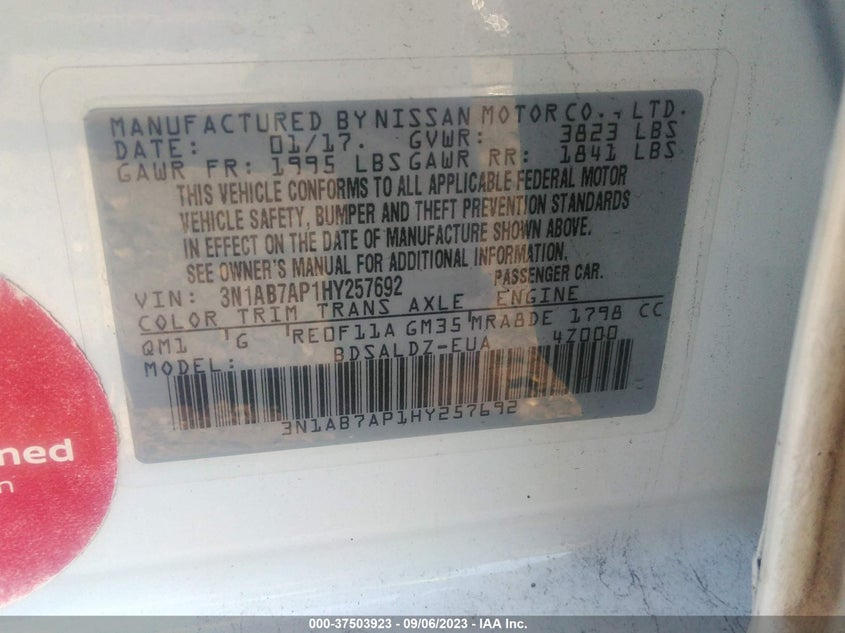 MANUFACTURED BY NISSAN MOTOR CO., LTD.
DATE: 01/17. GVWR: 3823 LBS
GAWR FR: 1995 LBS GAWR RR: 1841 LBS
THIS VEHICLE CONFORMS TO ALL APPLICABLE FEDERAL MOTOR
VEHICLE SAFETY, BUMPER AND THEFT PREVENTION STANDARDS
IN EFFECT ON THE DATE OF MANUFACTURE SHOWN ABOVE.
SEE OWNER'S MANUAL FOR ADDITIONAL INFORMATION.
VIN: 3N1AB7AP1HY257692 PASSENGER CAR.
COLOR TRIM TRANS AXLE ENGINE
QM1 G RE0F11A GM35 MRA8DE 1798 CC
MODEL: BDSALDZ-EUA 4Z000
3N1AB7AP1HY257692
ned
n
000-37503923 - 09/06/2023 - IAA Inc.